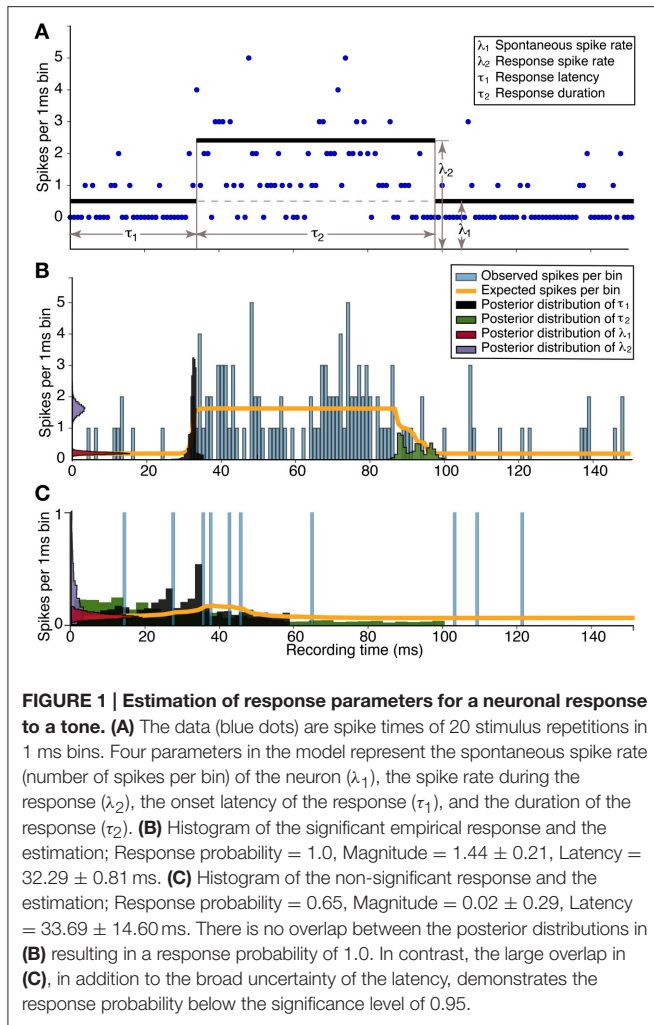 A
λ1 Spontaneous spike rate
λ2 Response spike rate
τ1 Response latency
τ2 Response duration
Spikes per 1ms bin
5
4
3
2
1
0
λ2
λ1
τ1
τ2
B
Observed spikes per bin
Expected spikes per bin
Posterior distribution of τ1
Posterior distribution of τ2
Posterior distribution of λ1
Posterior distribution of λ2
Spikes per 1ms bin
5
4
3
2
1
0
0 20 40 60 80 100 120 140
C
Spikes per 1ms bin
1
0
0 20 40 60 80 100 120 140
Recording time (ms)
FIGURE 1 | Estimation of response parameters for a neuronal response
to a tone. (A) The data (blue dots) are spike times of 20 stimulus repetitions in
1 ms bins. Four parameters in the model represent the spontaneous spike rate
(number of spikes per bin) of the neuron (λ1), the spike rate during the
response (λ2), the onset latency of the response (τ1), and the duration of the
response (τ2). (B) Histogram of the significant empirical response and the
estimation; Response probability = 1.0, Magnitude = 1.44 ± 0.21, Latency =
32.29 ± 0.81 ms. (C) Histogram of the non-significant response and the
estimation; Response probability = 0.65, Magnitude = 0.02 ± 0.29, Latency
= 33.69 ± 14.60 ms. There is no overlap between the posterior distributions in
(B) resulting in a response probability of 1.0. In contrast, the large overlap in
(C), in addition to the broad uncertainty of the latency, demonstrates the
response probability below the significance level of 0.95.